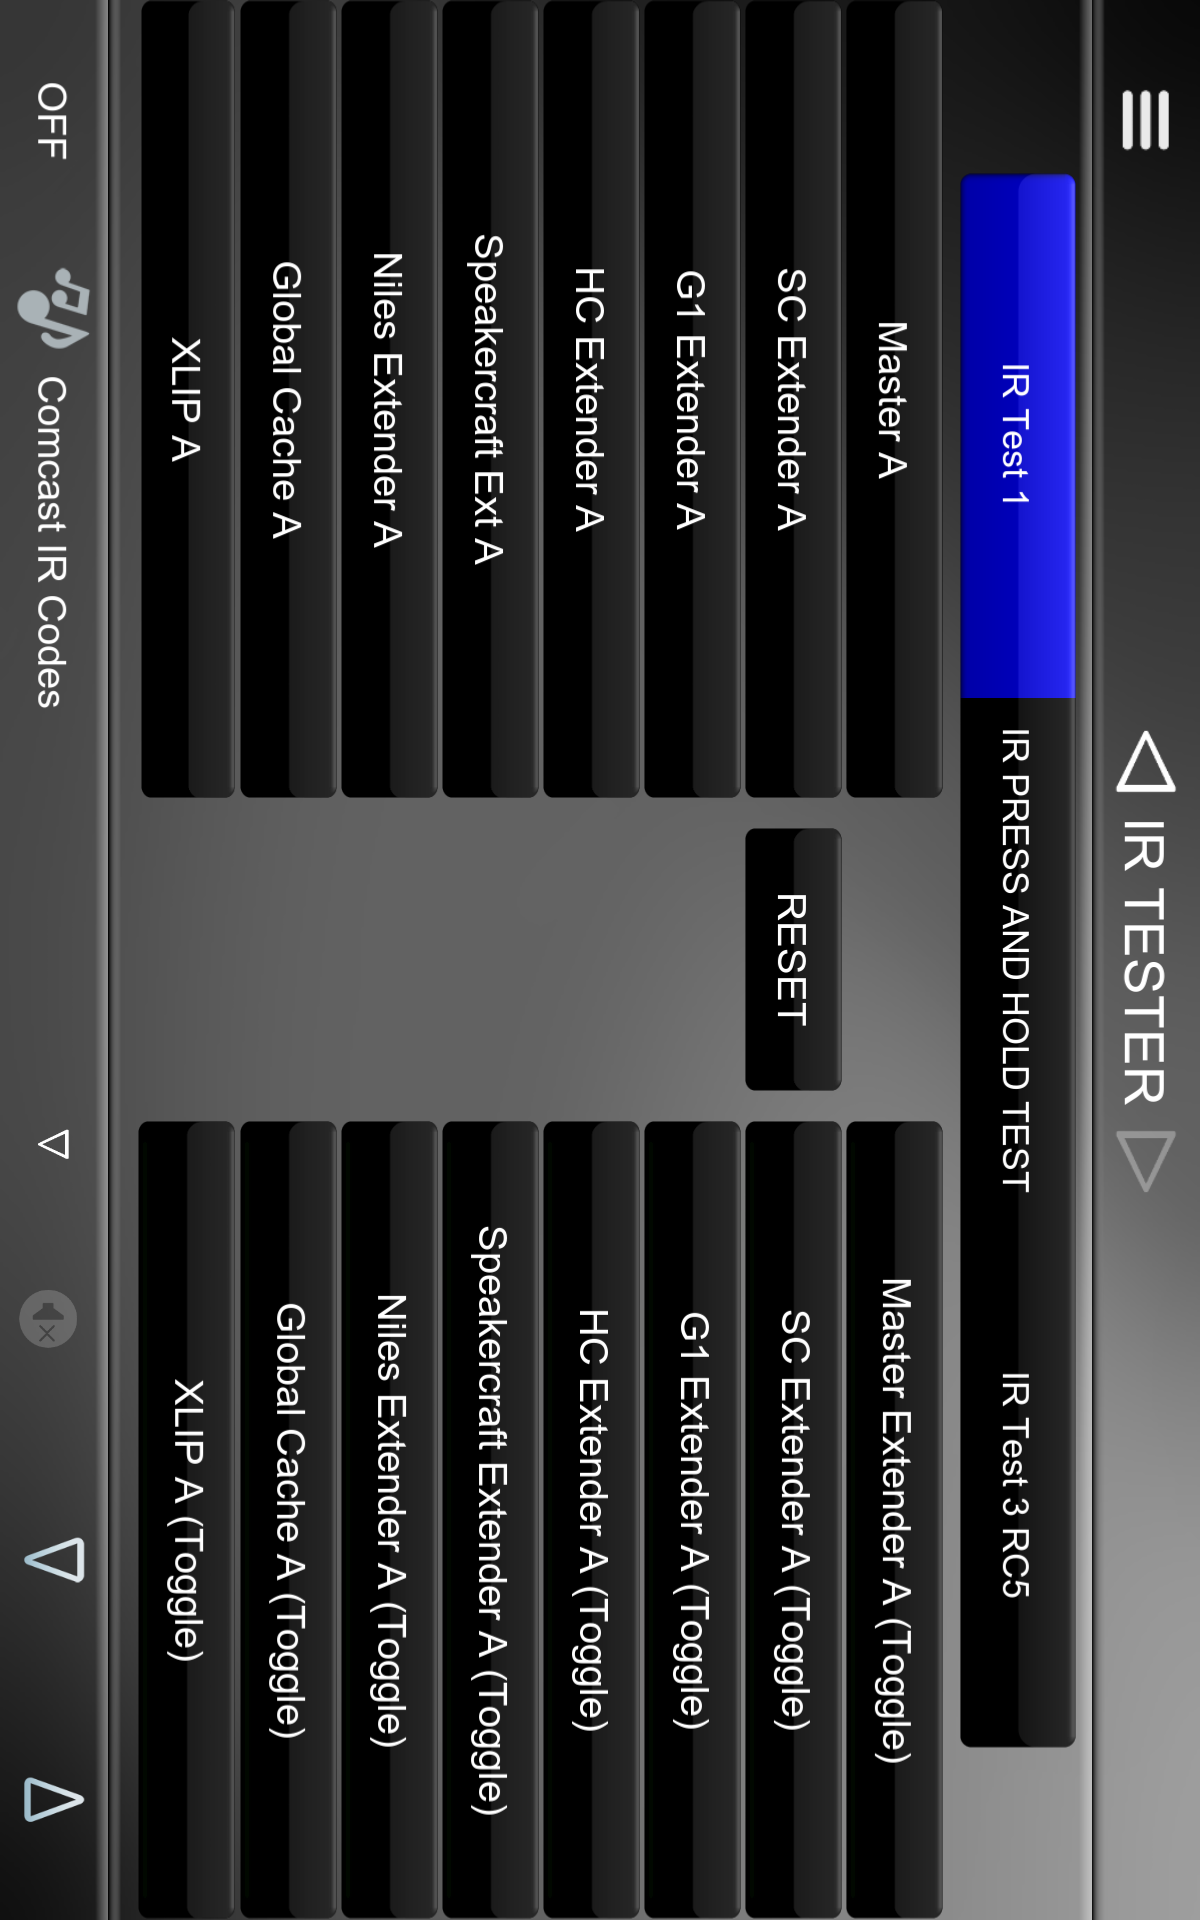 IR TESTER
IR Test 1
IR PRESS AND HOLD TEST
IR Test 3 RC5
Master A
Master Extender A (Toggle)
SC Extender A
RESET
SC Extender A (Toggle)
G1 Extender A
G1 Extender A (Toggle)
HC Extender A
HC Extender A (Toggle)
Speakercraft Ext A
Speakercraft Extender A (Toggle)
Niles Extender A
Niles Extender A (Toggle)
Global Cache A
Global Cache A (Toggle)
XLIP A
XLIP A (Toggle)
OFF
Comcast IR Codes